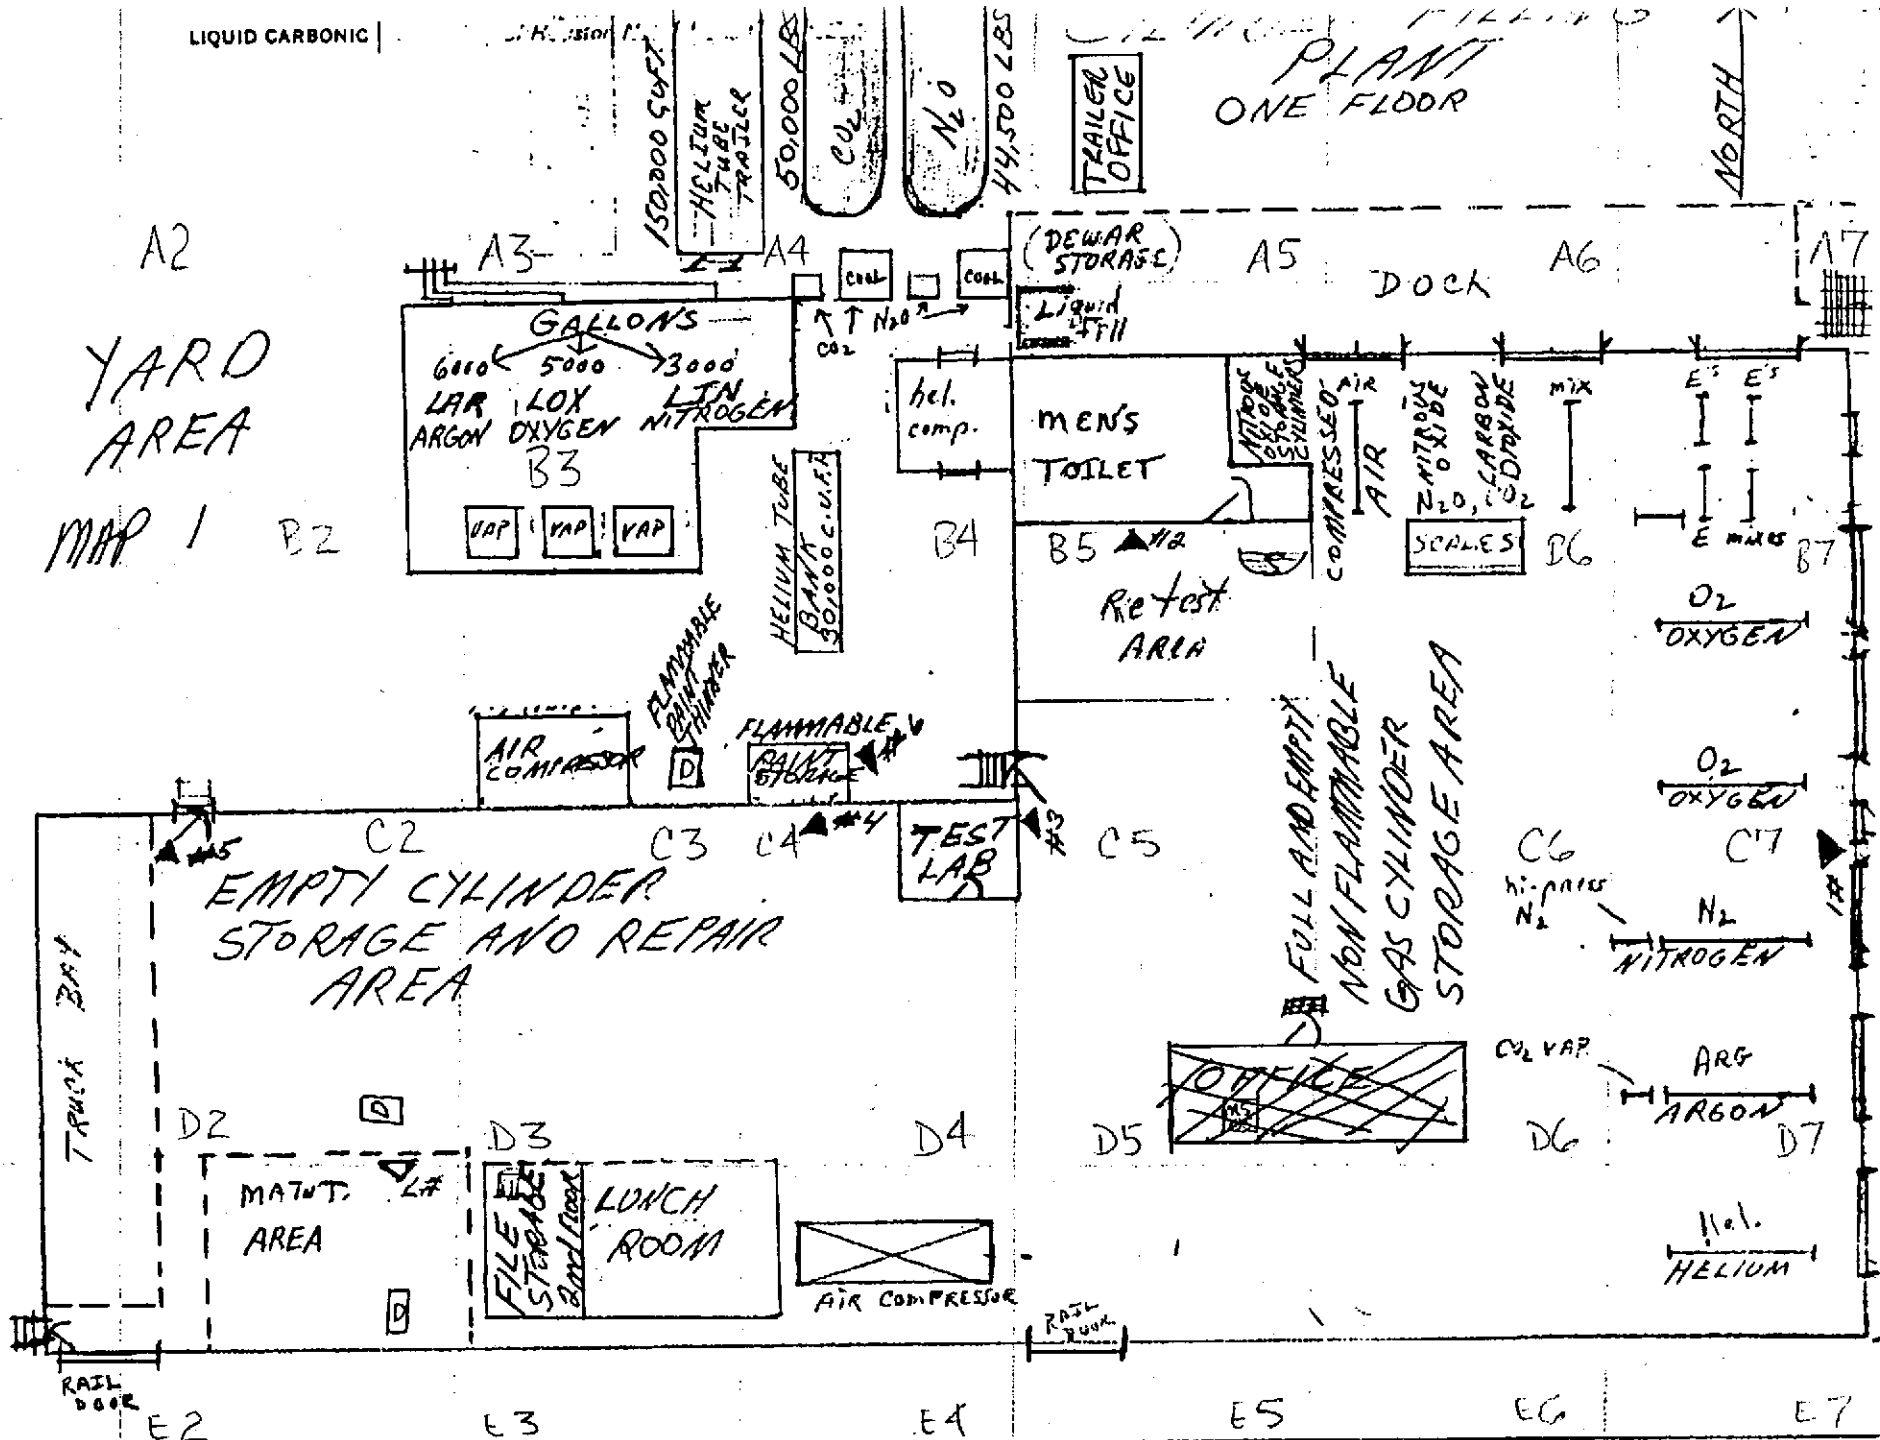 LIQUID CARBONIC
FILLING
PLANT
ONE FLOOR
NORTH
150,000 CU FT.
HELIUM
TUBE
TRAILER
50,000 LBS
CO2
N2O
44,500 LBS
TRAILER
OFFICE
A2
A3
A4
(DEWAR
STORAGE)
A5
DOCK
A6
A7
COOL
COOL
Liquid
Fill
CO2
N2O
YARD
AREA
MAP 1
GALLONS
6000
5000
3000
LAR
ARGON
LOX
OXYGEN
LIN
NITROGEN
B2
B3
VAP
VAP
VAP
HELIUM TUBE
BANK
hel.
comp.
B4
MEN'S
TOILET
NITROUS
OXIDE
STORAGE
CYLINDERS
COMPRESSED
AIR
AIR
NITROUS
OXIDE
N2O,
CARBON
DIOXIDE
CO2
MIX
E'S
E'S
E
MIXES
B5
#2
SCALES
B6
B7
Retest
AREA
O2
OXYGEN
O2
OXYGEN
FLAMMABLE
PAINT
THINNER
D
AIR
COMPRESSOR
FLAMMABLE
PAINT
STORAGE
#6
#5
C2
C3
C4
#4
TEST
LAB
#3
C5
FULL AND EMPTY
NON FLAMMABLE
GAS CYLINDER
STORAGE AREA
C6
C7
#1
hi-press
N2
N2
NITROGEN
EMPTY CYLINDER
STORAGE AND REPAIR
AREA
TRUCK BAY
OFFICE
CO2 VAP.
ARG
ARGON
D2
D
D3
D4
D5
D6
D7
MAINT.
AREA
FILE
STORAGE
2nd floor
LUNCH
ROOM
D
AIR COMPRESSOR
Hel.
HELIUM
RAIL
DOOR
RAIL
DOOR
E2
E3
E4
E5
E6
E7